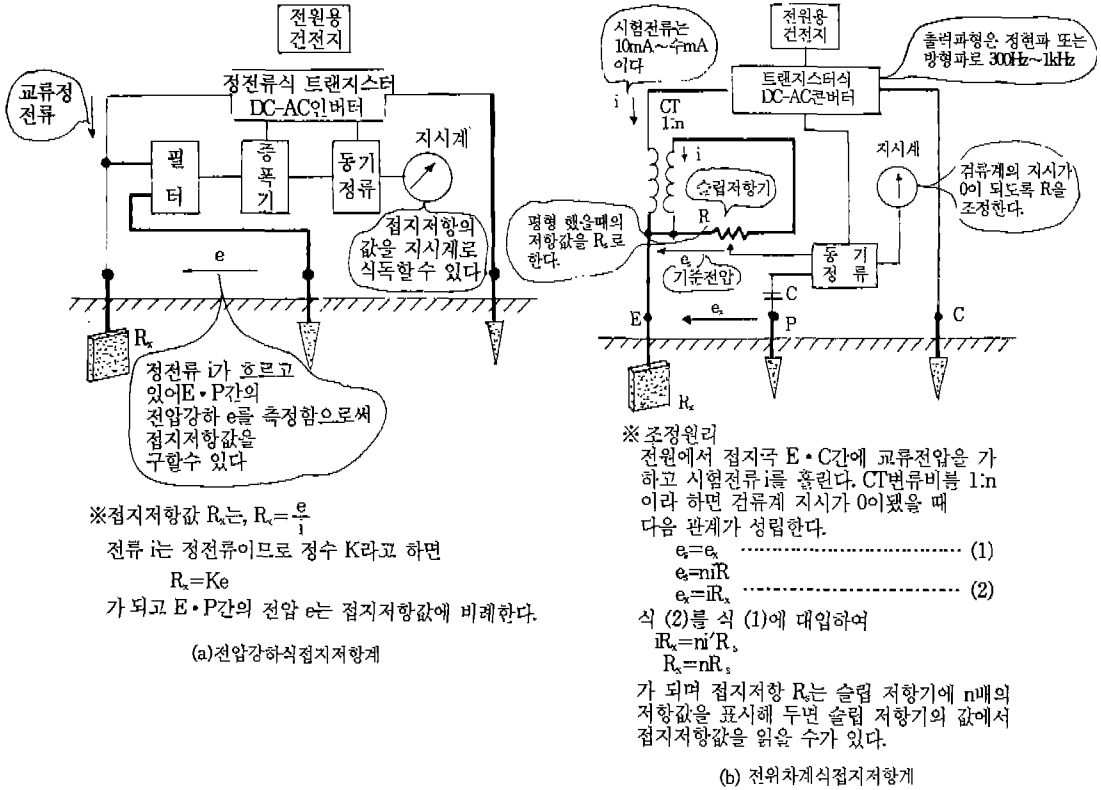 전원용
건전지
교류정
전류
정전류식 트랜지스터
DC-AC인버터
필
터
증
폭
기
동기
정류
지시계
접지저항의
값을 지시계로
식독할수 있다
e
Rx
정전류 i가 흐르고
있어E·P간의
전압강하 e를 측정함으로써
접지저항값을
구할수 있다
※접지저항값 Rx는, Rx=e/i
전류 i는 정전류이므로 정수 K라고 하면
Rx=Ke
가 되고 E·P간의 전압 e는 접지저항값에 비례한다.
(a)전압강하식접지저항계
시험전류는
10mA~수mA
이다
전원용
건전지
출력파형은 정현파 또는
방형파로 300Hz~1kHz
트랜지스터식
DC-AC콘버터
i
CT
1:n
i
슬립저항기
R
지시계
검류계의 지시가
0이 되도록 R을
조정한다.
평형 했을때의
저항값을 Rs로
한다.
es
기준전압
동기
정류
C
E
ex
P
C
Rx
※ 조정원리
전원에서 접지국 E·C간에 교류전압을 가
하고 시험전류i를 흘린다. CT변류비를 1:n
이라 하면 검류계 지시가 0이됐을 때
다음 관계가 성립한다.
es=ex (1)
es=niR
ex=iRx (2)
식 (2)를 식 (1)에 대입하여
iRx=ni′Rs
Rx=nRs
가 되며 접지저항 Rs는 슬립 저항기에 n배의
저항값을 표시해 두면 슬립 저항기의 값에서
접지저항값을 읽을 수가 있다.
(b) 전위차계식접지저항계